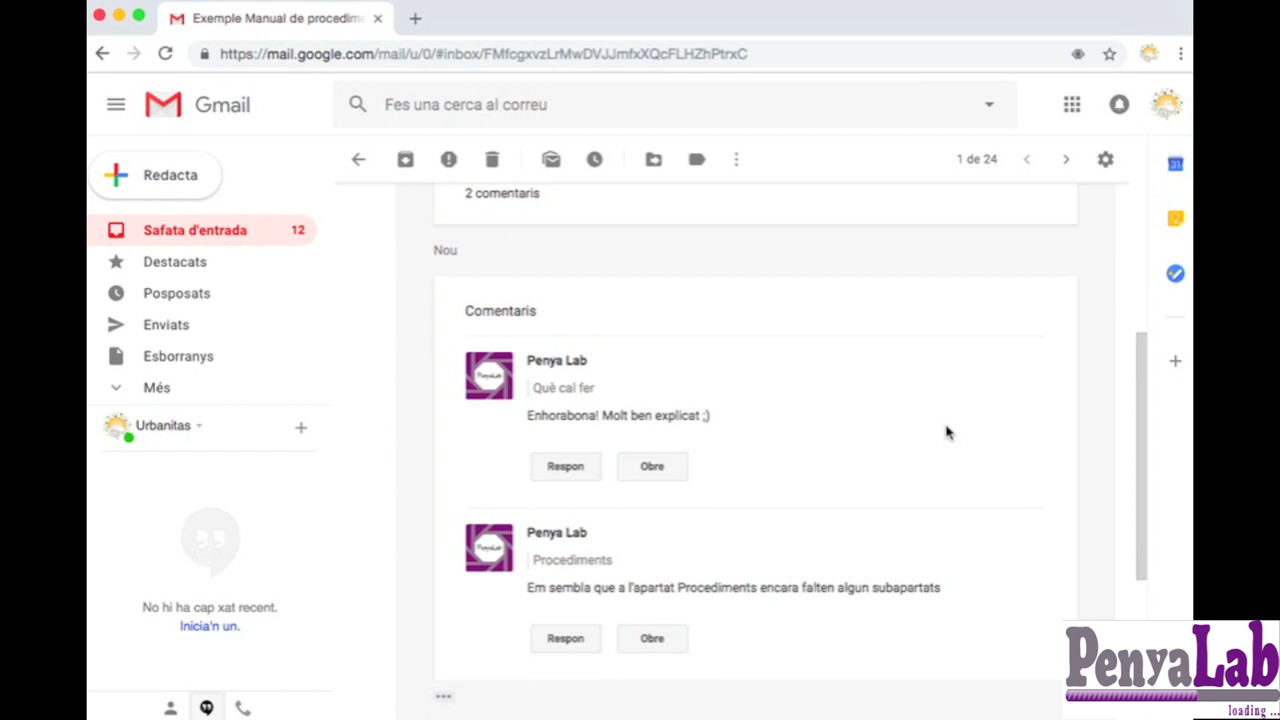 Exemple Manual de procedim
https://mail.google.com/mail/u/0/#inbox/FMfcgxvzLrMwDVJJmfxXQcFLHZhPtrxC
Gmail
Fes una cerca al correu
Redacta
1 de 24
2 comentaris
Safata d'entrada 12
Nou
Destacats
Posposats
Comentaris
Enviats
Esborranys
Penya Lab
Què cal fer
Més
Enhorabona! Molt ben explicat ;)
Urbanitas
Respon Obre
Penya Lab
Procediments
Em sembla que a l'apartat Procediments encara falten algun subapartats
No hi ha cap xat recent.
Inicia'n un.
Respon Obre
PenyaLab
loading ...